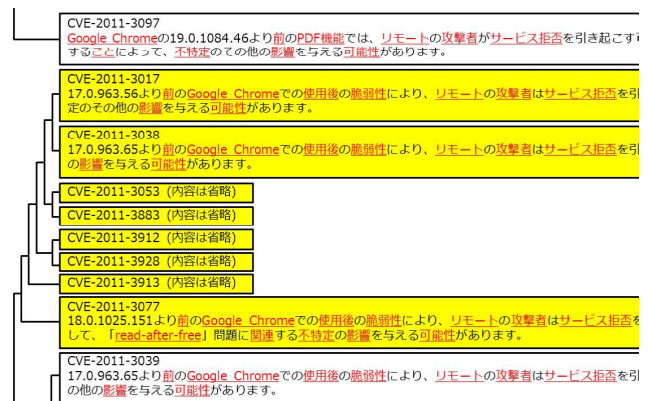 CVE-2011-3097
Google Chromeの19.0.1084.46より前のPDF機能では、リモートの攻撃者がサービス拒否を引き起こす
することによって、不特定のての他の影響を与える可能性があります。
CVE-2011-3017
17.0.963.56より前のGoogle Chromeでの使用後の脆弱性により、リモートの攻撃者はサービス拒否を引
定のその他の影響を与える可能性があります。
CVE-2011-3038
17.0.963.65より前のGoogle Chromeでの使用後の脆弱性により、リモートの攻撃者はサービス拒否を引
の影響を与える可能性があります。
CVE-2011-3053 (内容は省略)
CVE-2011-3883 (内容は省略)
CVE-2011-3912 (内容は省略)
CVE-2011-3928 (内容は省略)
CVE-2011-3913 (内容は省略)
CVE-2011-3077
18.0.1025.151より前のGoogle Chromeでの使用後の脆弱性により、リモートの攻撃者はサービス拒否を
して、「read-after-free」問題に関連する不特定の影響を与える可能性があります。
CVE-2011-3039
17.0.963.65より前のGoogle Chromeでの使用後の脆弱性により、リモートの攻撃者はサービス拒否を引
の他の影響を与える可能性があります。